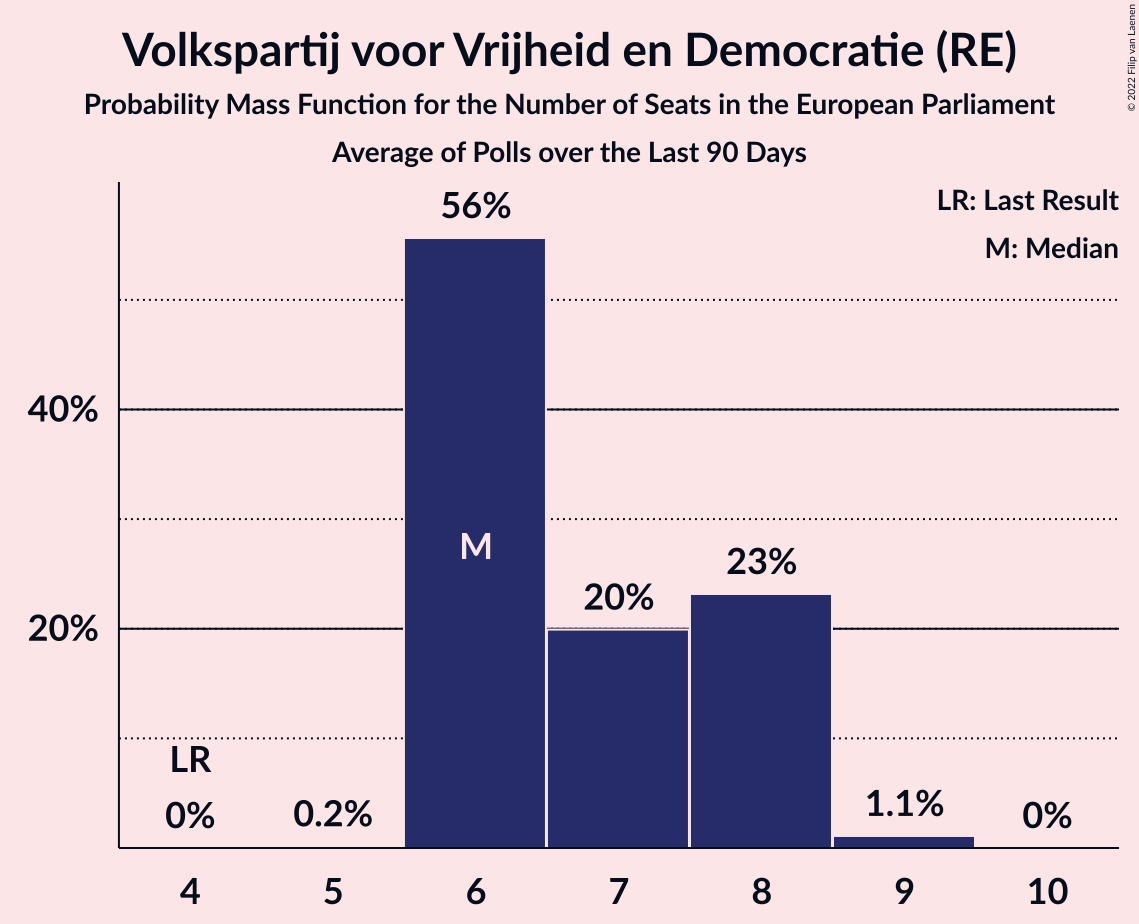 Volkspartij voor Vrijheid en Democratie (RE)
Probability Mass Function for the Number of Seats in the European Parliament
Average of Polls over the Last 90 Days
© 2022 Filip van Laenen
LR: Last Result
M: Median
56%
40%
M
23%
20%
20%
LR
0%
0.2%
1.1%
0%
4 5 6 7 8 9 10